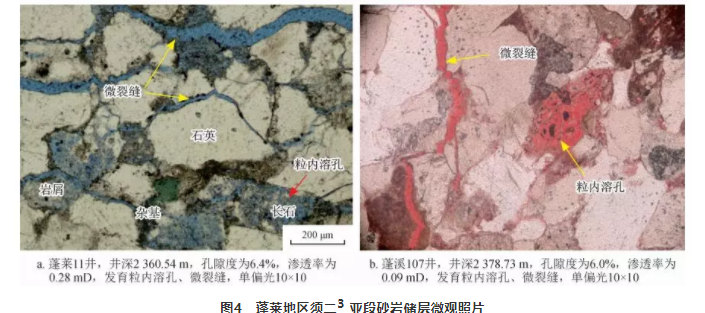 微裂缝
石英
粒内溶孔
岩屑
杂基
长石
200 μm
微裂缝
粒内溶孔
a. 蓬莱11井，井深2 360.54 m，孔隙度为6.4%，渗透率为
0.28 mD，发育粒内溶孔、微裂缝，单偏光10×10
b. 蓬溪107井，井深2 378.73 m，孔隙度为6.0%，渗透率为
0.09 mD，发育粒内溶孔、微裂缝，单偏光10×10
图4 蓬莱地区须二³亚段砂岩储层微观照片